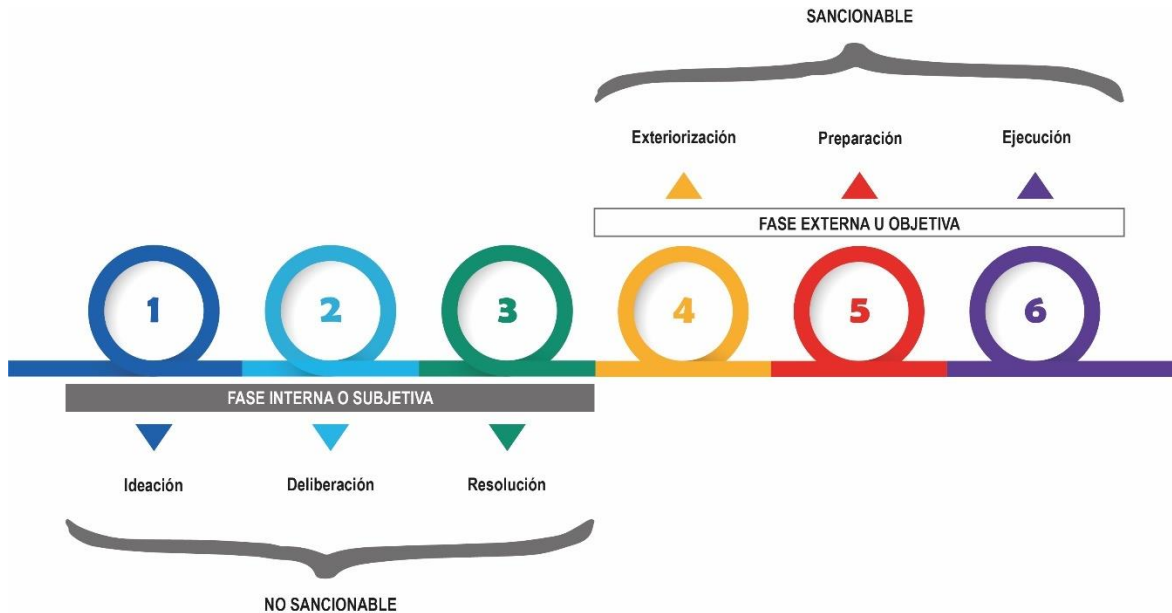 SANCIONABLE
Exteriorización Preparación Ejecución
FASE EXTERNA U OBJETIVA
1 2 3 4 5 6
FASE INTERNA O SUBJETIVA
Ideación Deliberación Resolución
NO SANCIONABLE